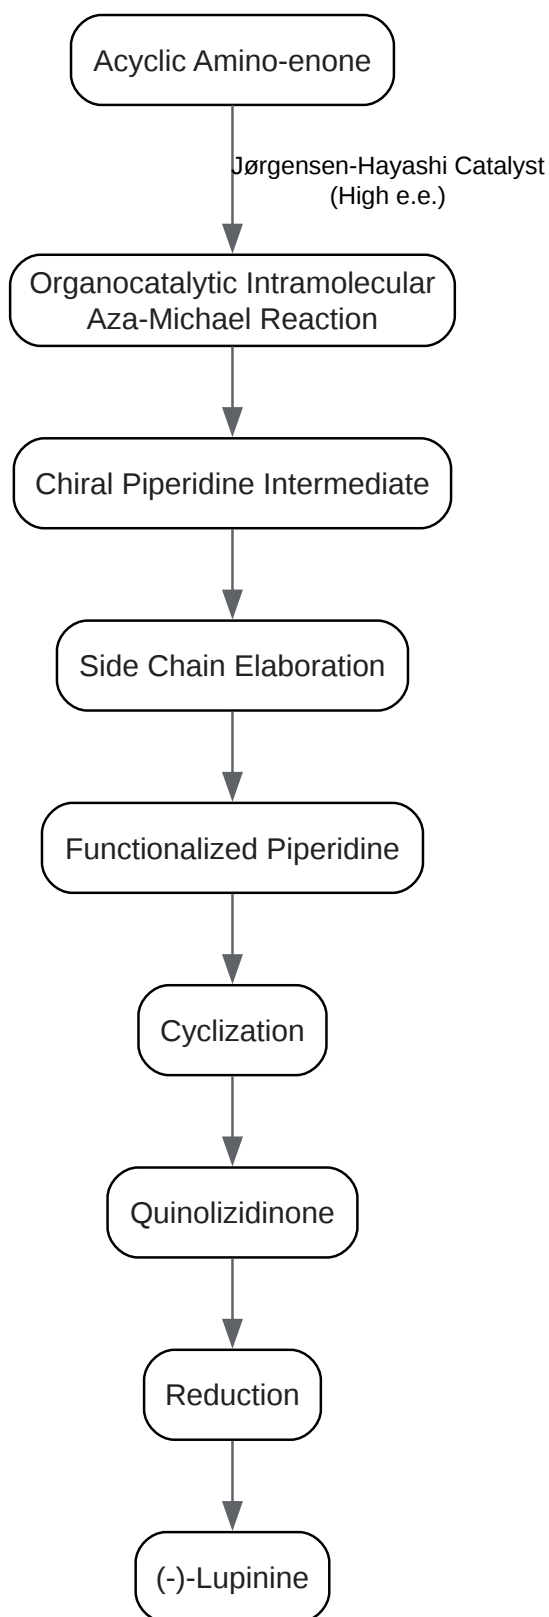 Acyclic Amino-enone
Jørgensen-Hayashi Catalyst
(High e.e.)
Organocatalytic Intramolecular
Aza-Michael Reaction
Chiral Piperidine Intermediate
Side Chain Elaboration
Functionalized Piperidine
Cyclization
Quinolizidinone
Reduction
(-)-Lupinine